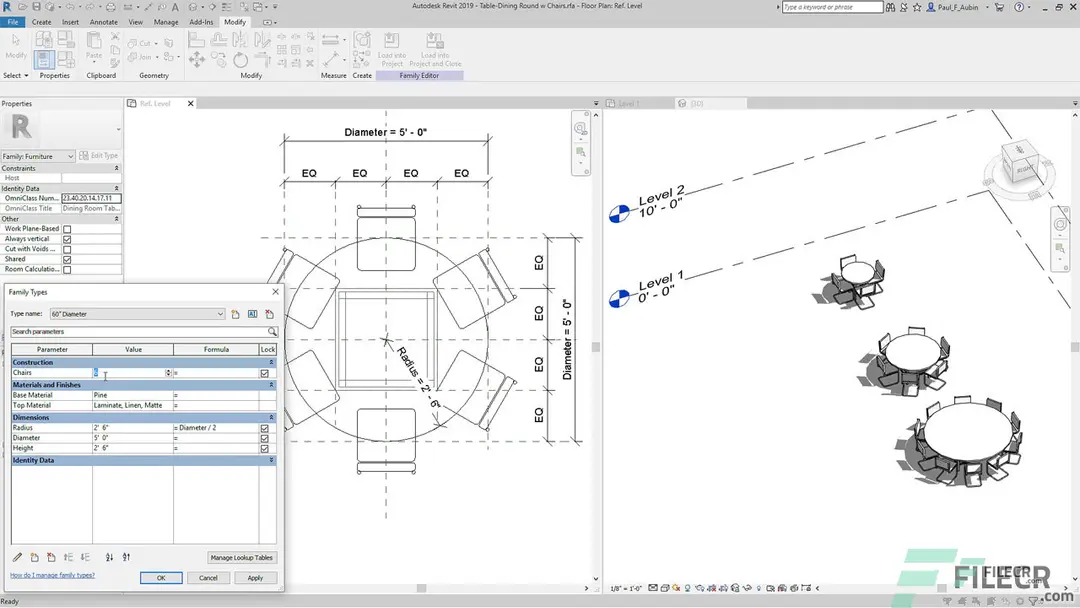 Autodesk Revit 2019 - Table-Dining Round w Chairs.rfa - Floor Plan: Ref. Level
Type a keyword or phrase
Paul_F_Aubin
File Create Insert Annotate View Manage Add-Ins Modify
Modify
Paste
Cut
Join
Load into Project
Load into Project and Close
Select Properties Clipboard Geometry Modify Measure Create Family Editor
Properties
Ref. Level
Level 1
{3D}
R
Family: Furniture
Edit Type
Constraints
Host
Identity Data
OmniClass Num... 23.40.20.14.17.11
OmniClass Title Dining Room Tab...
Other
Work Plane-Based
Always vertical
Cut with Voids ...
Shared
Room Calculatio...
Diameter = 5' - 0"
EQ EQ EQ EQ
EQ
EQ
EQ
EQ
Diameter = 5' - 0"
Radius = 2' - 6"
Level 2
10' - 0"
Level 1
0' - 0"
RIGHT
Family Types
Type name: 60" Diameter
Search parameters
Parameter Value Formula Lock
Construction
Chairs 6 =
Materials and Finishes
Base Material Pine =
Top Material Laminate, Linen, Matte =
Dimensions
Radius 2' 6" = Diameter / 2
Diameter 5' 0" =
Height 2' 6" =
Identity Data
Manage Lookup Tables
How do I manage family types?
OK Cancel Apply
1/8" = 1'-0"
Ready
FILECR
.com
FILECR
.com